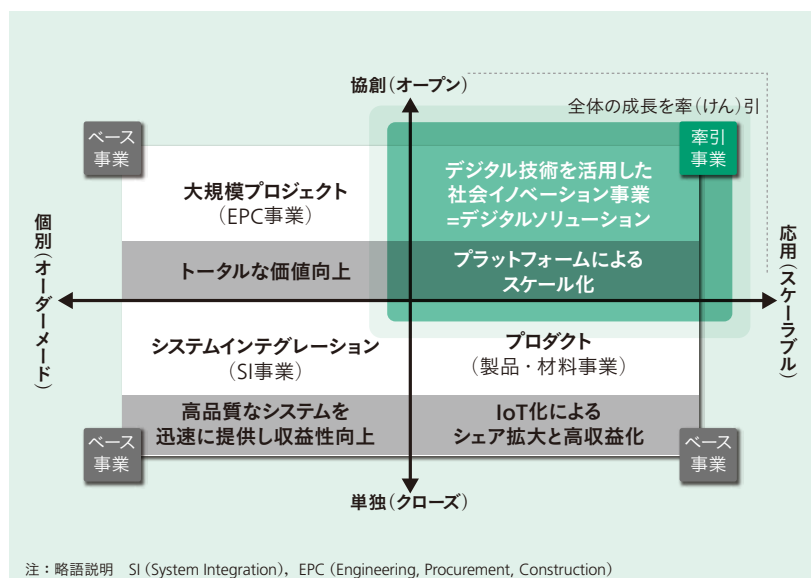 協創（オープン）
全体の成長を牽（けん）引
ベース
事業
牽引
事業
大規模プロジェクト
（EPC事業）
デジタル技術を活用した
社会イノベーション事業
=デジタルソリューション
トータルな価値向上
プラットフォームによる
スケール化
個別（オーダーメード）
応用（スケーラブル）
システムインテグレーション
（SI事業）
プロダクト
（製品・材料事業）
高品質なシステムを
迅速に提供し収益性向上
IoT化による
シェア拡大と高収益化
ベース
事業
ベース
事業
単独（クローズ）
注：略語説明　SI（System Integration），EPC（Engineering, Procurement, Construction）